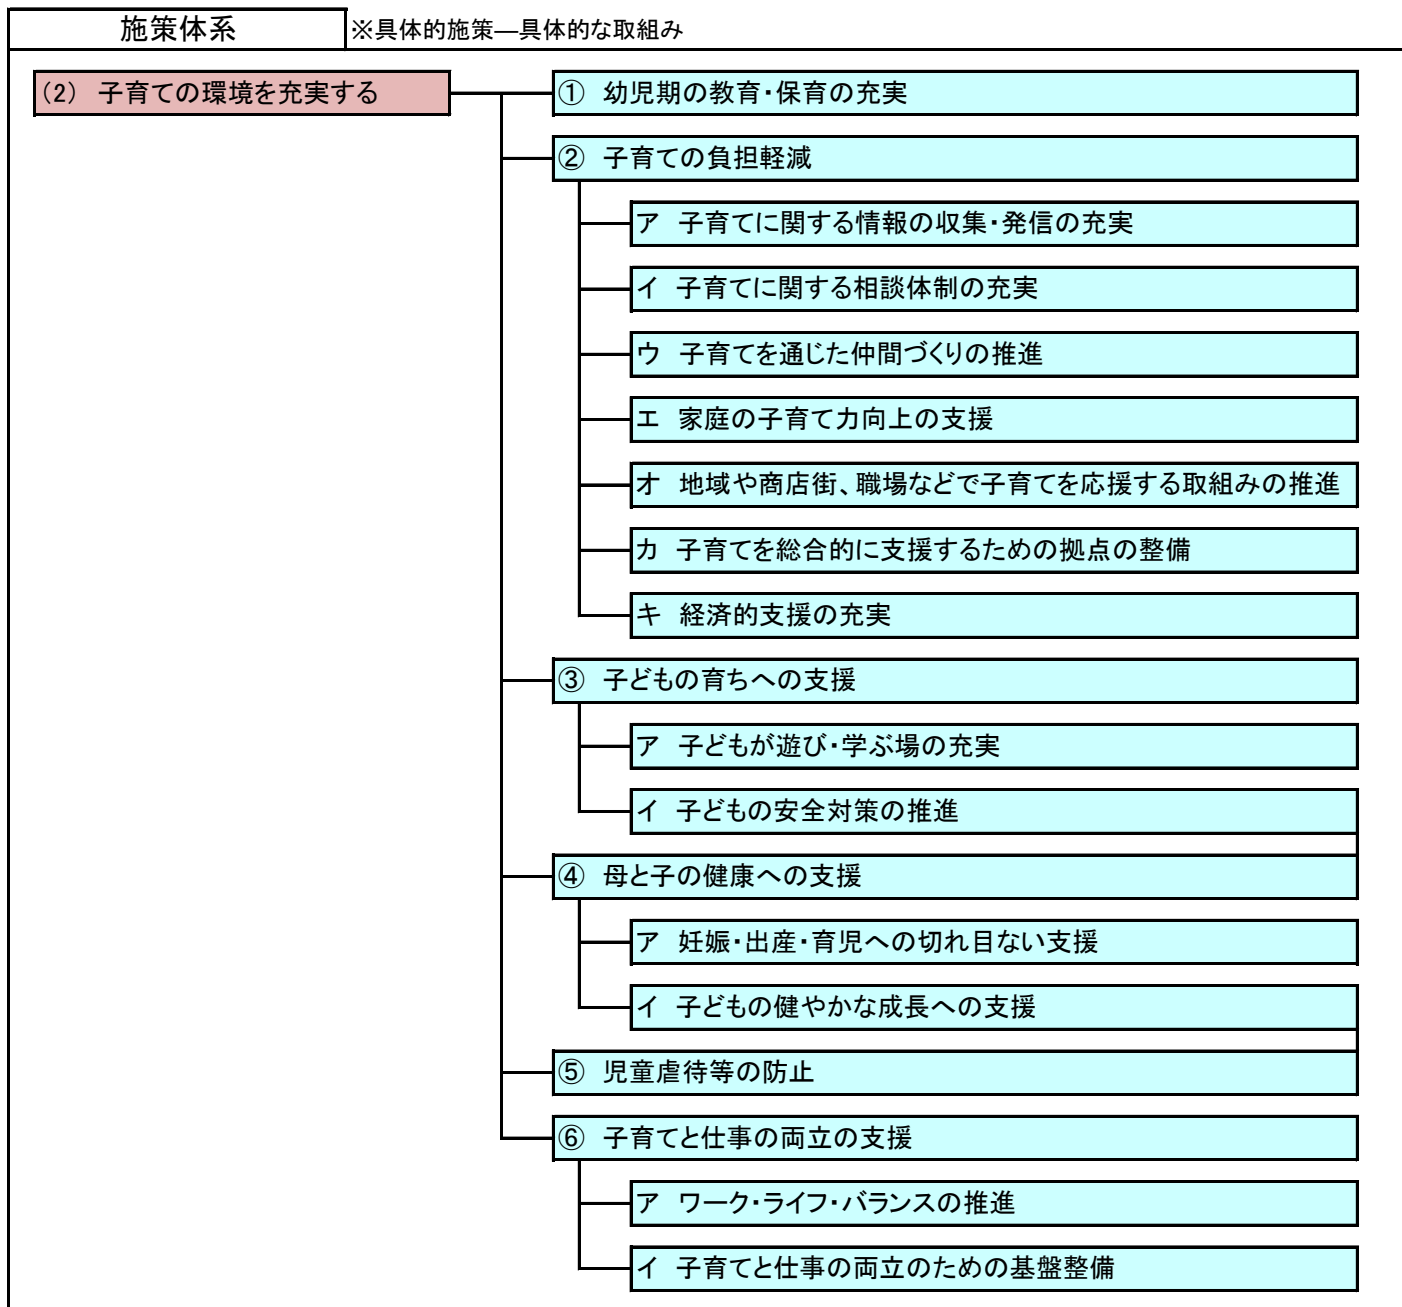 施策体系
※具体的施策―具体的な取組み
(2) 子育ての環境を充実する
① 幼児期の教育・保育の充実
② 子育ての負担軽減
ア 子育てに関する情報の収集・発信の充実
イ 子育てに関する相談体制の充実
ウ 子育てを通じた仲間づくりの推進
エ 家庭の子育て力向上の支援
オ 地域や商店街、職場などで子育てを応援する取組みの推進
カ 子育てを総合的に支援するための拠点の整備
キ 経済的支援の充実
③ 子どもの育ちへの支援
ア 子どもが遊び・学ぶ場の充実
イ 子どもの安全対策の推進
④ 母と子の健康への支援
ア 妊娠・出産・育児への切れ目ない支援
イ 子どもの健やかな成長への支援
⑤ 児童虐待等の防止
⑥ 子育てと仕事の両立の支援
ア ワーク・ライフ・バランスの推進
イ 子育てと仕事の両立のための基盤整備